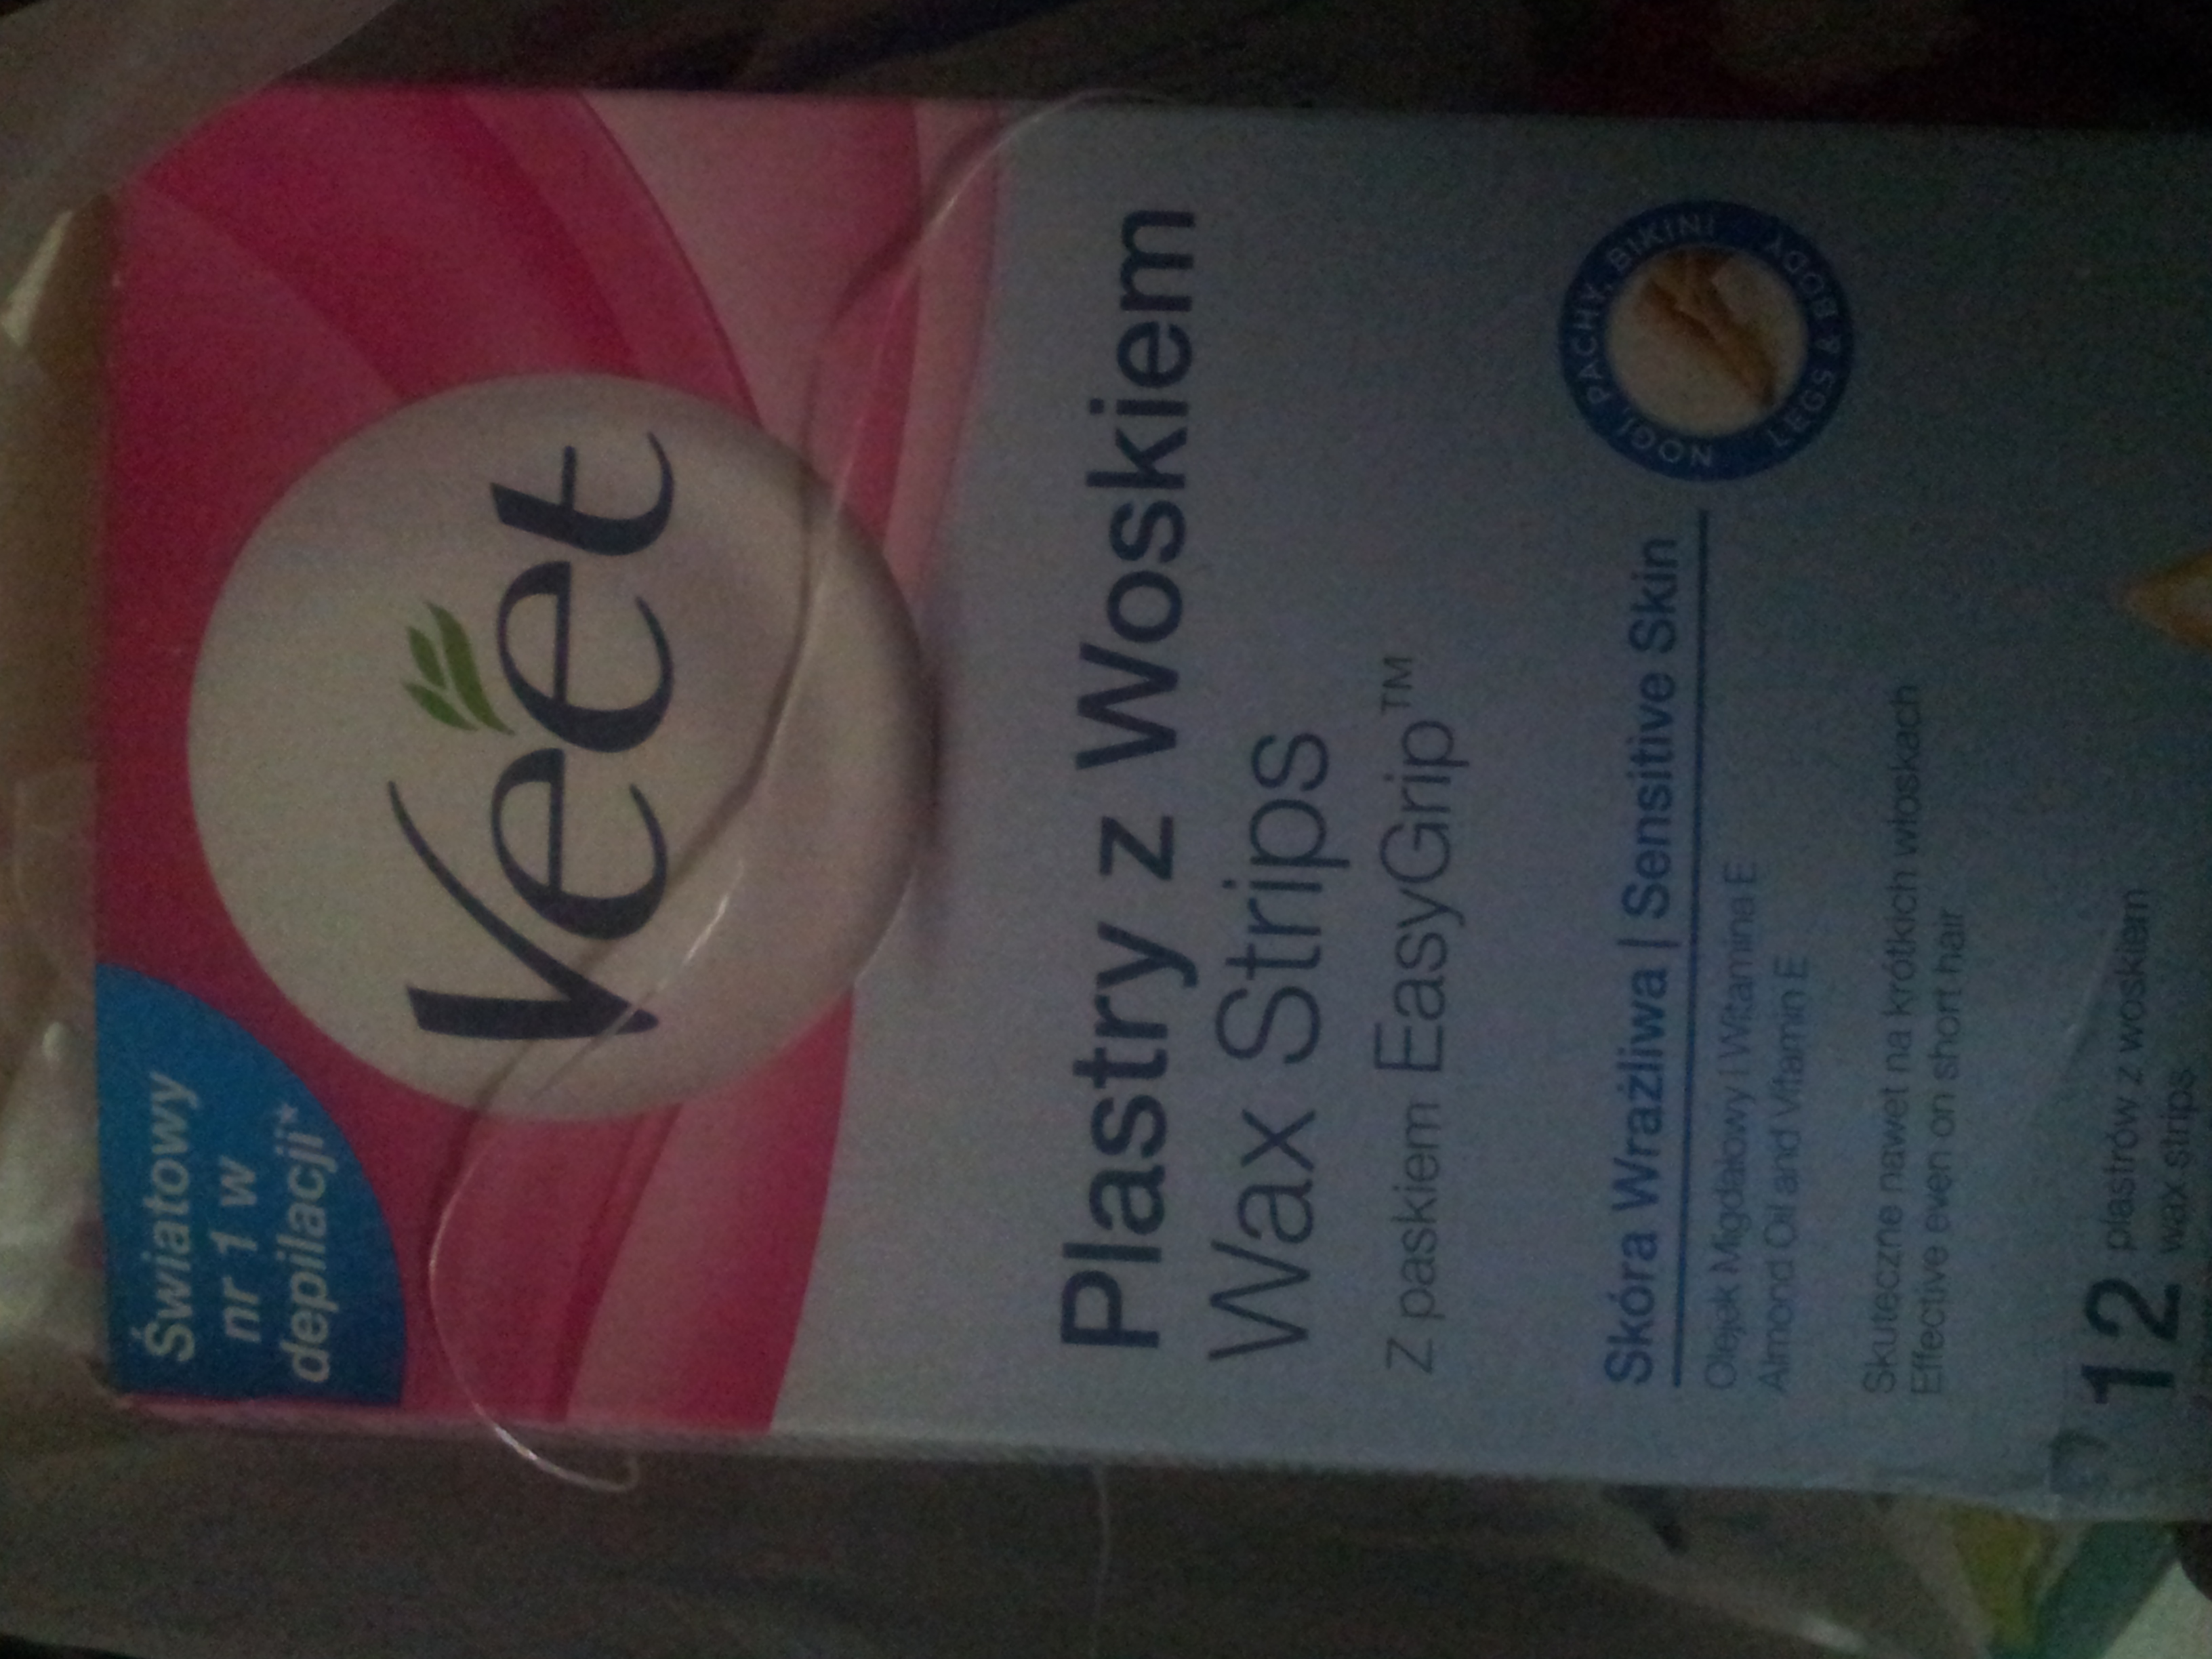 Światowy
nr 1 w
depilacji*
Veet
Plastry z Woskiem
Wax Strips
z paskiem EasyGrip™
NOGI, PACHY, BIKINI
LEGS & BODY
Skóra Wrażliwa | Sensitive Skin
Olejek Migdałowy i Witamina E
Almond Oil and Vitamin E
Skuteczne nawet na krótkich włoskach
Effective even on short hair
12 plastrów z woskiem
wax strips